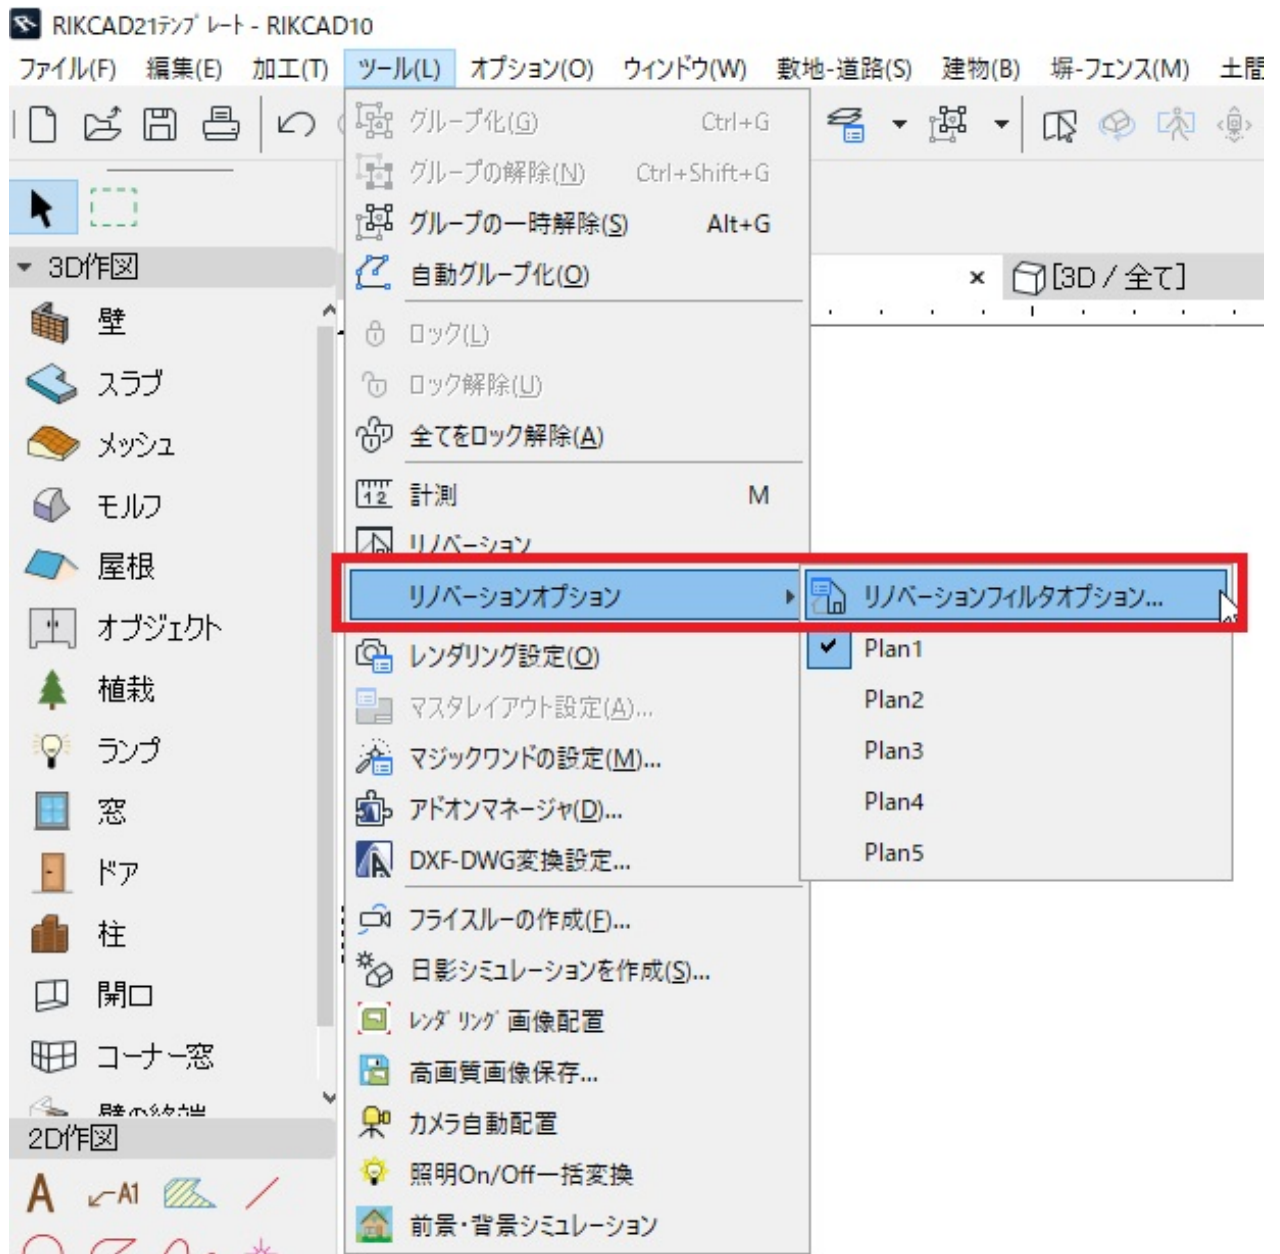 RIKCAD21ﾃﾝﾌﾟﾚｰﾄ - RIKCAD10
ファイル(F) 編集(E) 加工(T) ツール(L) オプション(O) ウィンドウ(W) 敷地-道路(S) 建物(B) 塀-フェンス(M) 土間
グループ化(G) Ctrl+G
グループの解除(N) Ctrl+Shift+G
グループの一時解除(S) Alt+G
自動グループ化(O)
[3D / 全て]
ロック(L)
ロック解除(U)
全てをロック解除(A)
計測 M
リノベーション
リノベーションオプション
リノベーションフィルタオプション...
Plan1
Plan2
Plan3
Plan4
Plan5
レンダリング設定(O)
マスタレイアウト設定(A)...
マジックワンドの設定(M)...
アドオンマネージャ(D)...
DXF-DWG変換設定...
フライスルーの作成(F)...
日影シミュレーションを作成(S)...
ﾚﾝﾀﾞﾘﾝｸﾞ画像配置
高画質画像保存...
カメラ自動配置
照明On/Off一括変換
前景・背景シミュレーション
3D作図
壁
スラブ
メッシュ
モルフ
屋根
オブジェクト
植栽
ランプ
窓
ドア
柱
開口
コーナー窓
壁の終端
2D作図
A
A1